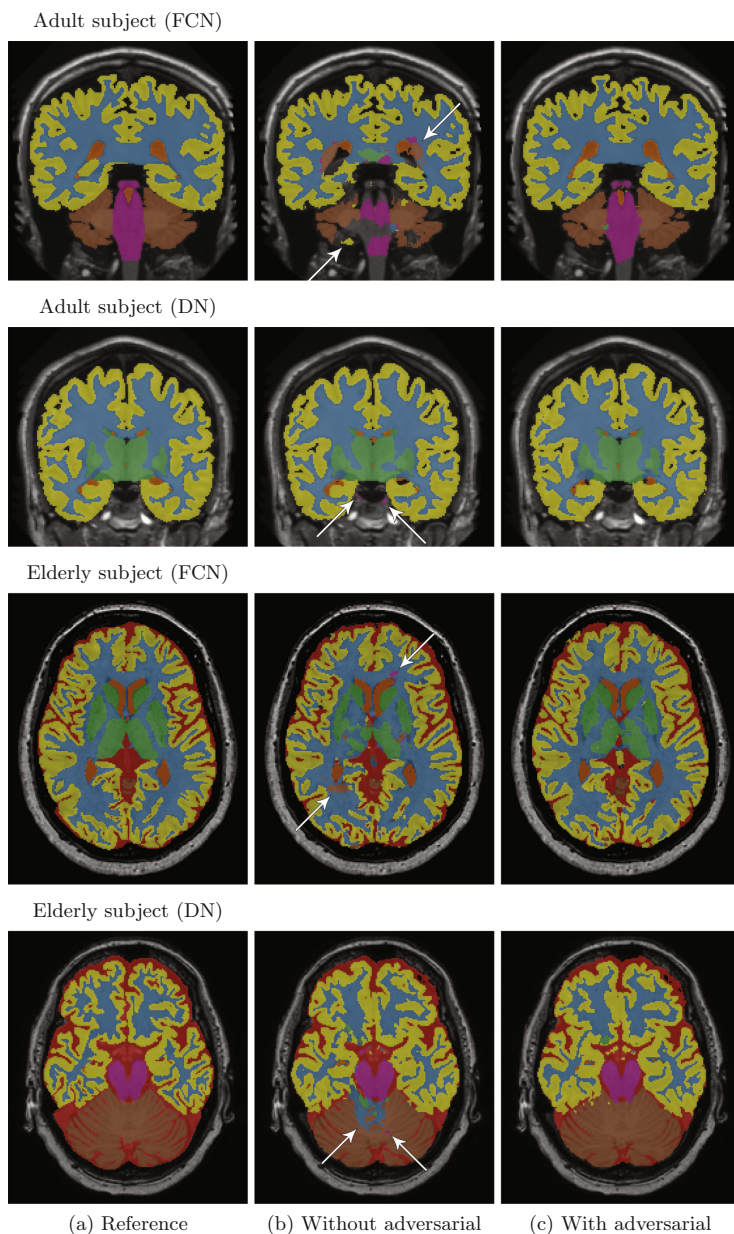 Adult subject (FCN)
Adult subject (DN)
Elderly subject (FCN)
Elderly subject (DN)
(a) Reference
(b) Without adversarial
(c) With adversarial